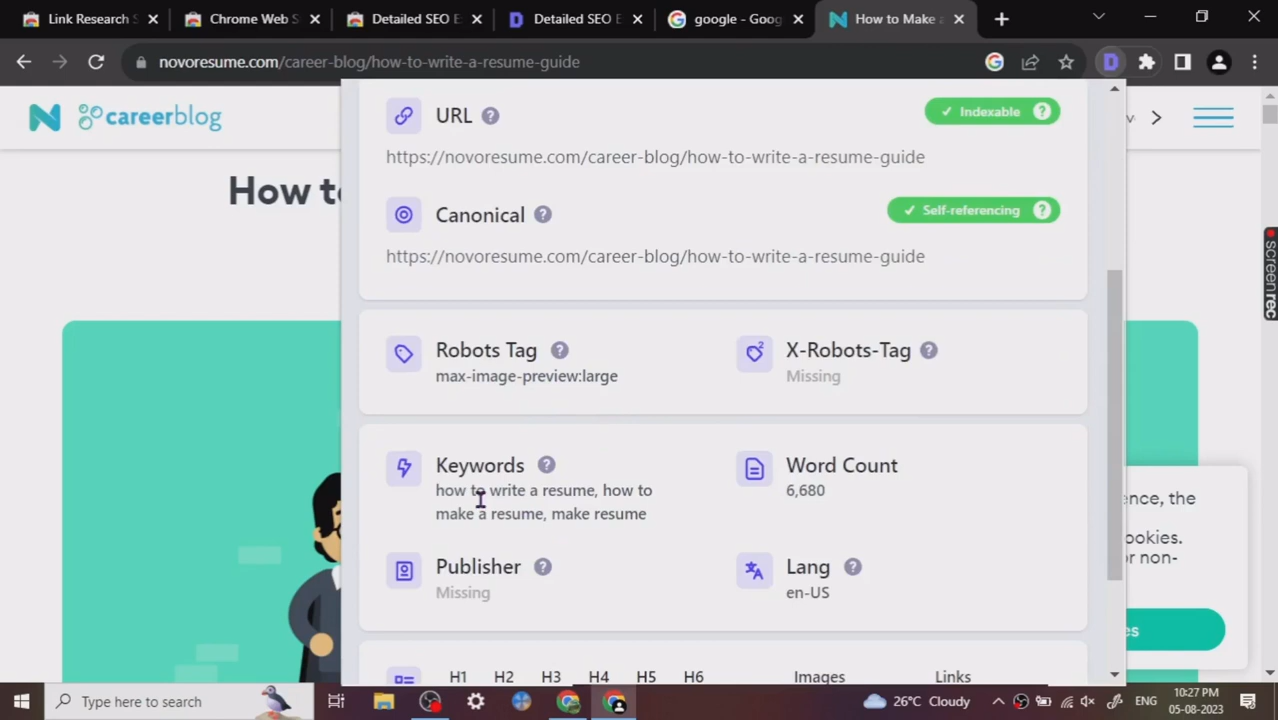 Link Research S
Chrome Web S
Detailed SEO E
Detailed SEO E
google - Goog
How to Make a
novoresume.com/career-blog/how-to-write-a-resume-guide
careerblog
How to
URL
Indexable
https://novoresume.com/career-blog/how-to-write-a-resume-guide
Canonical
Self-referencing
https://novoresume.com/career-blog/how-to-write-a-resume-guide
Robots Tag
max-image-preview:large
X-Robots-Tag
Missing
Keywords
how to write a resume, how to
make a resume, make resume
Word Count
6,680
Publisher
Missing
Lang
en-US
H1 H2 H3 H4 H5 H6 Images Links
ence, the
ookies.
or non-
es
screenrec
Type here to search
26°C Cloudy
ENG
10:27 PM
05-08-2023